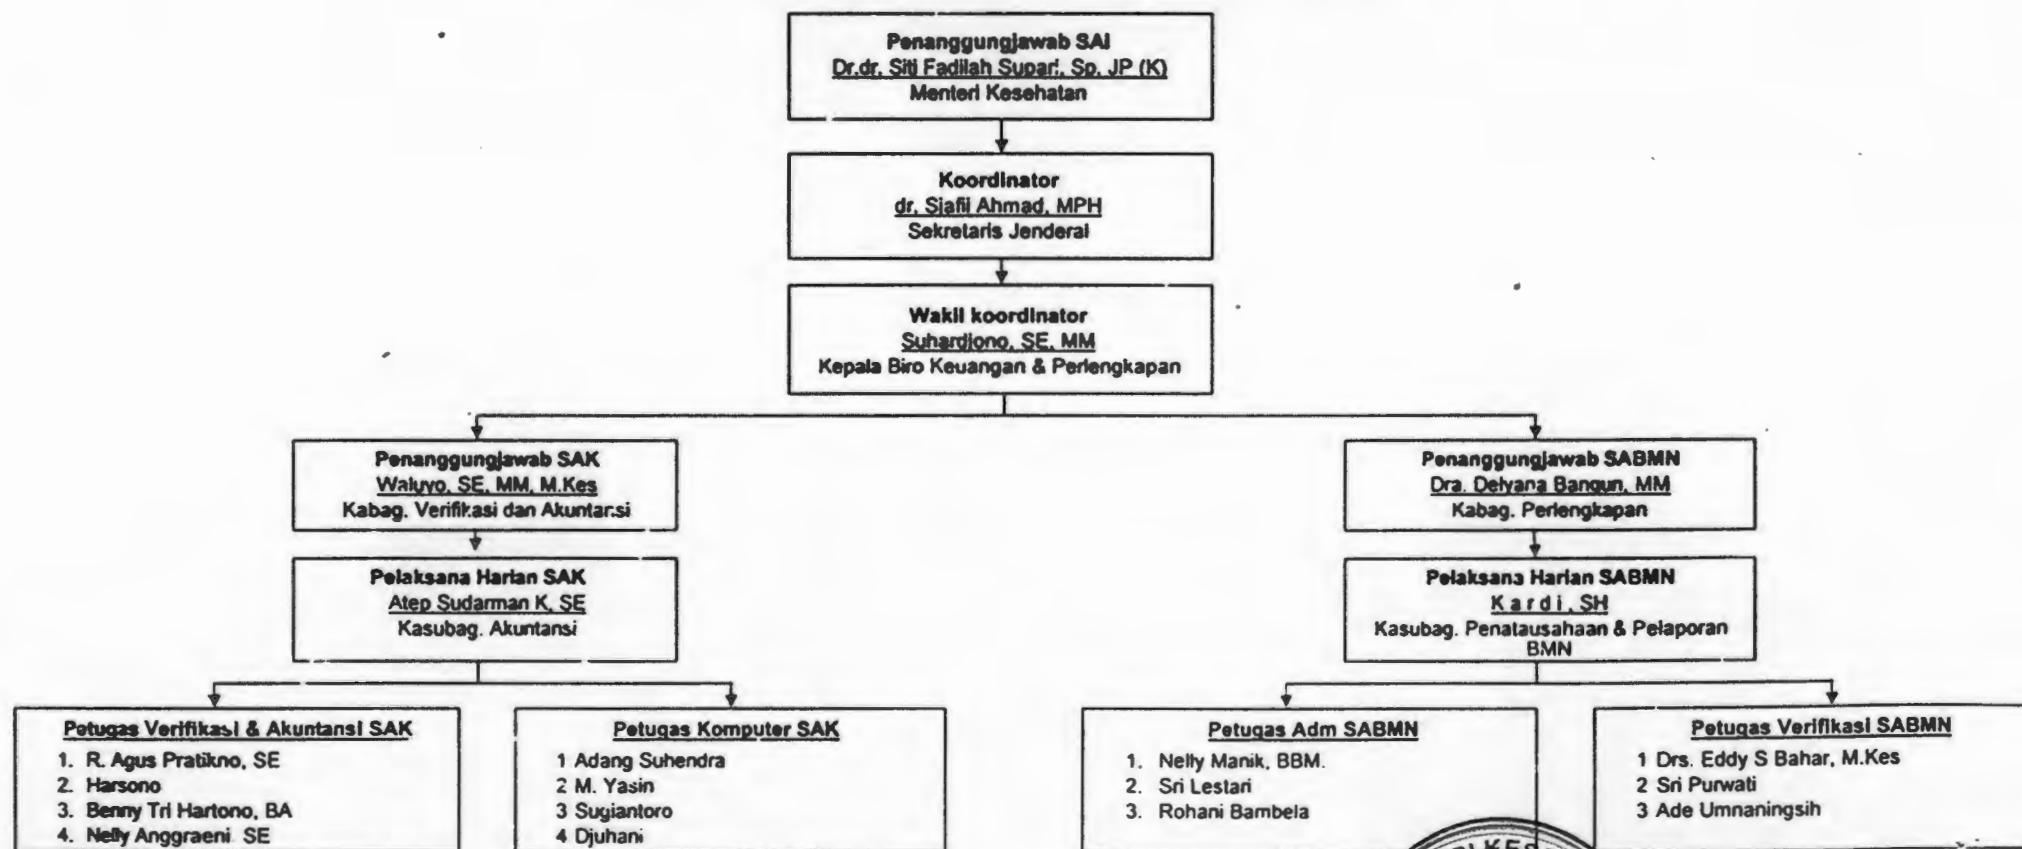 Penanggungjawab SAI
Dr.dr. Siti Fadilah Supari, Sp. JP (K)
Menteri Kesehatan
Koordinator
dr. Sjafii Ahmad, MPH
Sekretaris Jenderal
Wakil koordinator
Suhardjono, SE, MM
Kepala Biro Keuangan & Perlengkapan
Penanggungjawab SAK
Waluyo, SE, MM, M.Kes
Kabag. Verifikasi dan Akuntansi
Penanggungjawab SABMN
Dra. Delyana Bangun, MM
Kabag. Perlengkapan
Pelaksana Harian SAK
Atep Sudarman K, SE
Kasubag. Akuntansi
Pelaksana Harian SABMN
K a r d i , SH
Kasubag. Penatausahaan & Pelaporan
BMN
Petugas Verifikasi & Akuntansi SAK
1. R. Agus Pratikno, SE
2. Harsono
3. Benny Tri Hartono, BA
4. Nelly Anggraeni SE
Petugas Komputer SAK
1 Adang Suhendra
2 M. Yasin
3 Sugiantoro
4 Djuhani
Petugas Adm SABMN
1. Nelly Manik, BBM.
2. Sri Lestari
3. Rohani Bambela
Petugas Verifikasi SABMN
1 Drs. Eddy S Bahar, M.Kes
2 Sri Purwati
3 Ade Umnaningsih